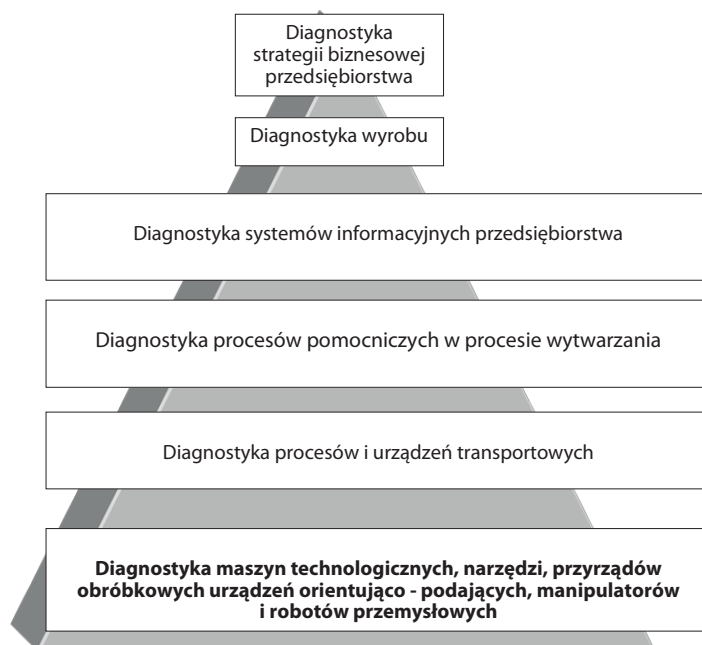 Diagnostyka
strategii biznesowej
przedsiębiorstwa
Diagnostyka wyrobu
Diagnostyka systemów informacyjnych przedsiębiorstwa
Diagnostyka procesów pomocniczych w procesie wytwarzania
Diagnostyka procesów i urządzeń transportowych
Diagnostyka maszyn technologicznych, narzędzi, przyrządów
obróbkowych urządzeń orientująco - podających, manipulatorów
i robotów przemysłowych